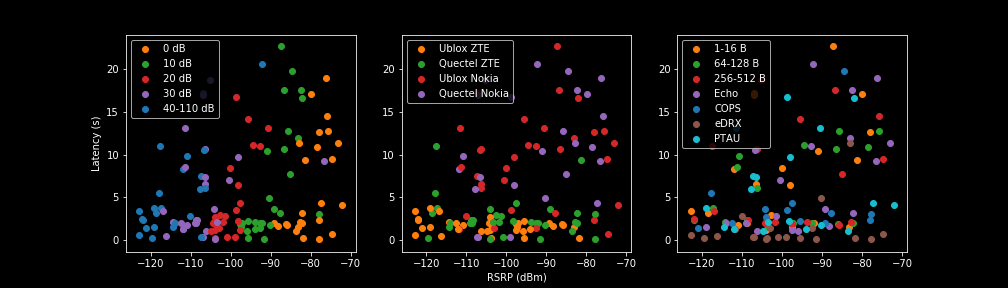 Latency (s)
20
15
10
5
0
0 dB
10 dB
20 dB
30 dB
40-110 dB
−120 −110 −100 −90 −80 −70
20
15
10
5
0
Ublox ZTE
Quectel ZTE
Ublox Nokia
Quectel Nokia
−120 −110 −100 −90 −80 −70
RSRP (dBm)
20
15
10
5
0
1-16 B
64-128 B
256-512 B
Echo
COPS
eDRX
PTAU
−120 −110 −100 −90 −80 −70